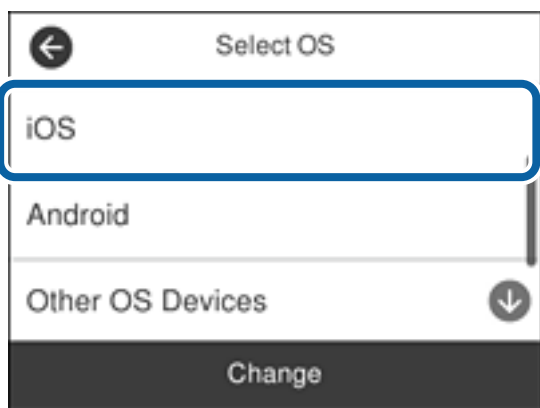 Select OS
iOS
Android
Other OS Devices
Change